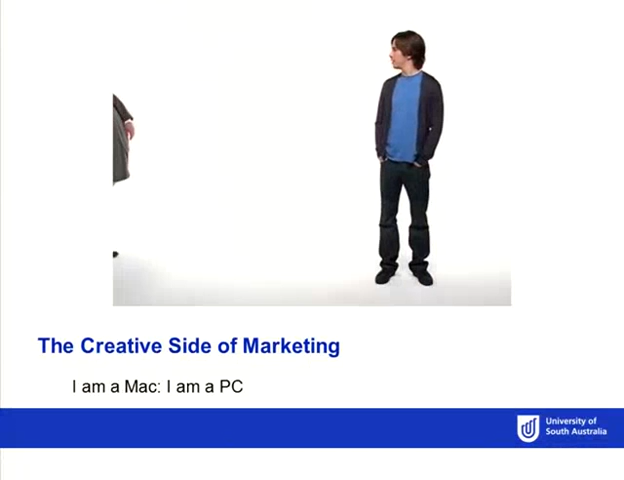 The Creative Side of Marketing
I am a Mac: I am a PC
University of
South Australia